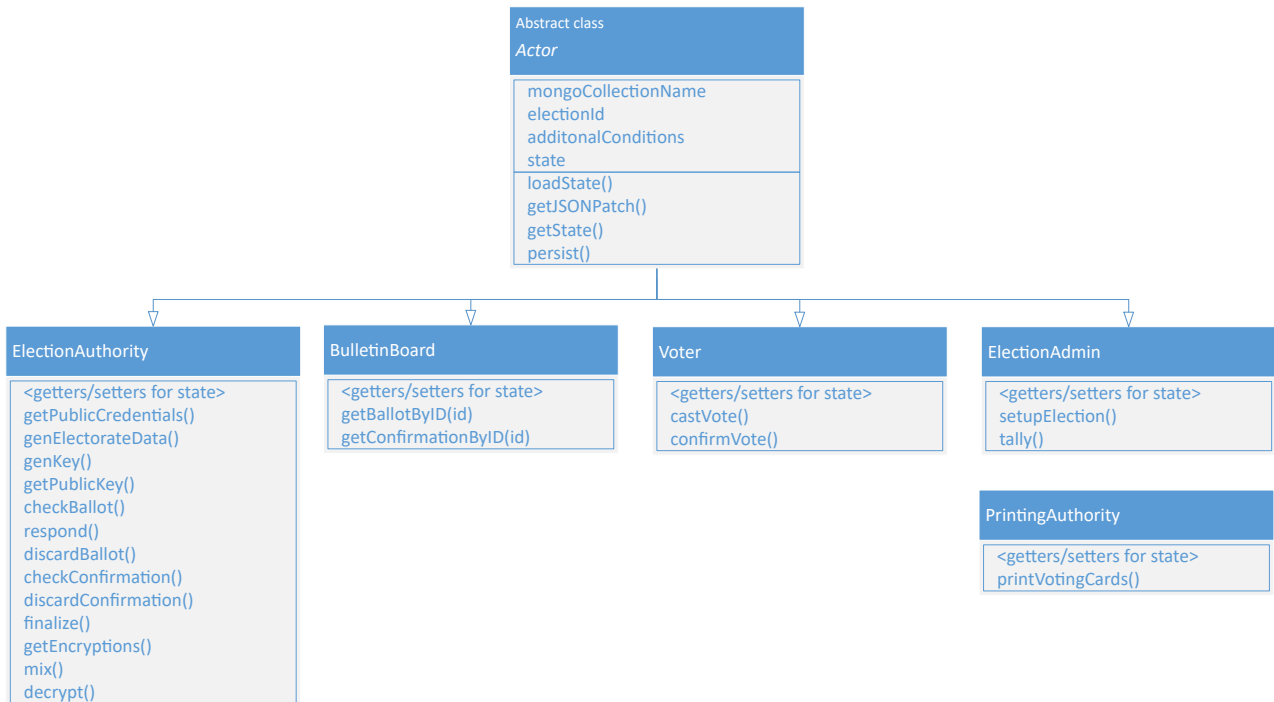 Abstract class
Actor
mongoCollectionName
electionId
additonalConditions
state
loadState()
getJSONPatch()
getState()
persist()
ElectionAuthority
<getters/setters for state>
getPublicCredentials()
genElectorateData()
genKey()
getPublicKey()
checkBallot()
respond()
discardBallot()
checkConfirmation()
discardConfirmation()
finalize()
getEncryptions()
mix()
decrypt()
BulletinBoard
<getters/setters for state>
getBallotByID(id)
getConfirmationByID(id)
Voter
<getters/setters for state>
castVote()
confirmVote()
ElectionAdmin
<getters/setters for state>
setupElection()
tally()
PrintingAuthority
<getters/setters for state>
printVotingCards()